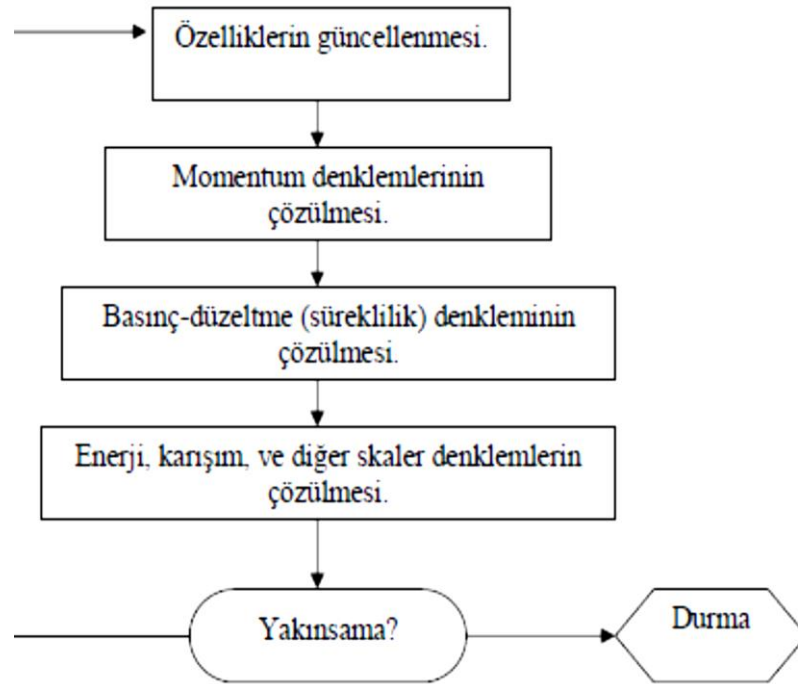 Özelliklerin güncellenmesi.
Momentum denklemlerinin
çözülmesi.
Basınç-düzeltme (süreklilik) denkleminin
çözülmesi.
Enerji, karışım, ve diğer skaler denklemlerin
çözülmesi.
Yakınsama?
Durma